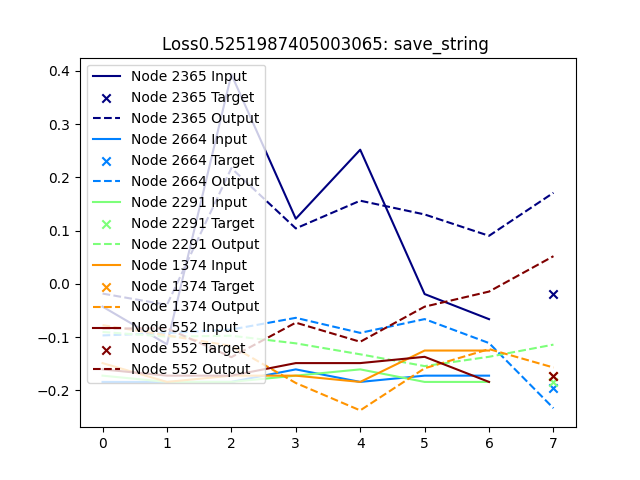 Loss0.5251987405003065: save_string
0.4
0.3
0.2
0.1
0.0
−0.1
−0.2
Node 2365 Input
Node 2365 Target
Node 2365 Output
Node 2664 Input
Node 2664 Target
Node 2664 Output
Node 2291 Input
Node 2291 Target
Node 2291 Output
Node 1374 Input
Node 1374 Target
Node 1374 Output
Node 552 Input
Node 552 Target
Node 552 Output
0 1 2 3 4 5 6 7